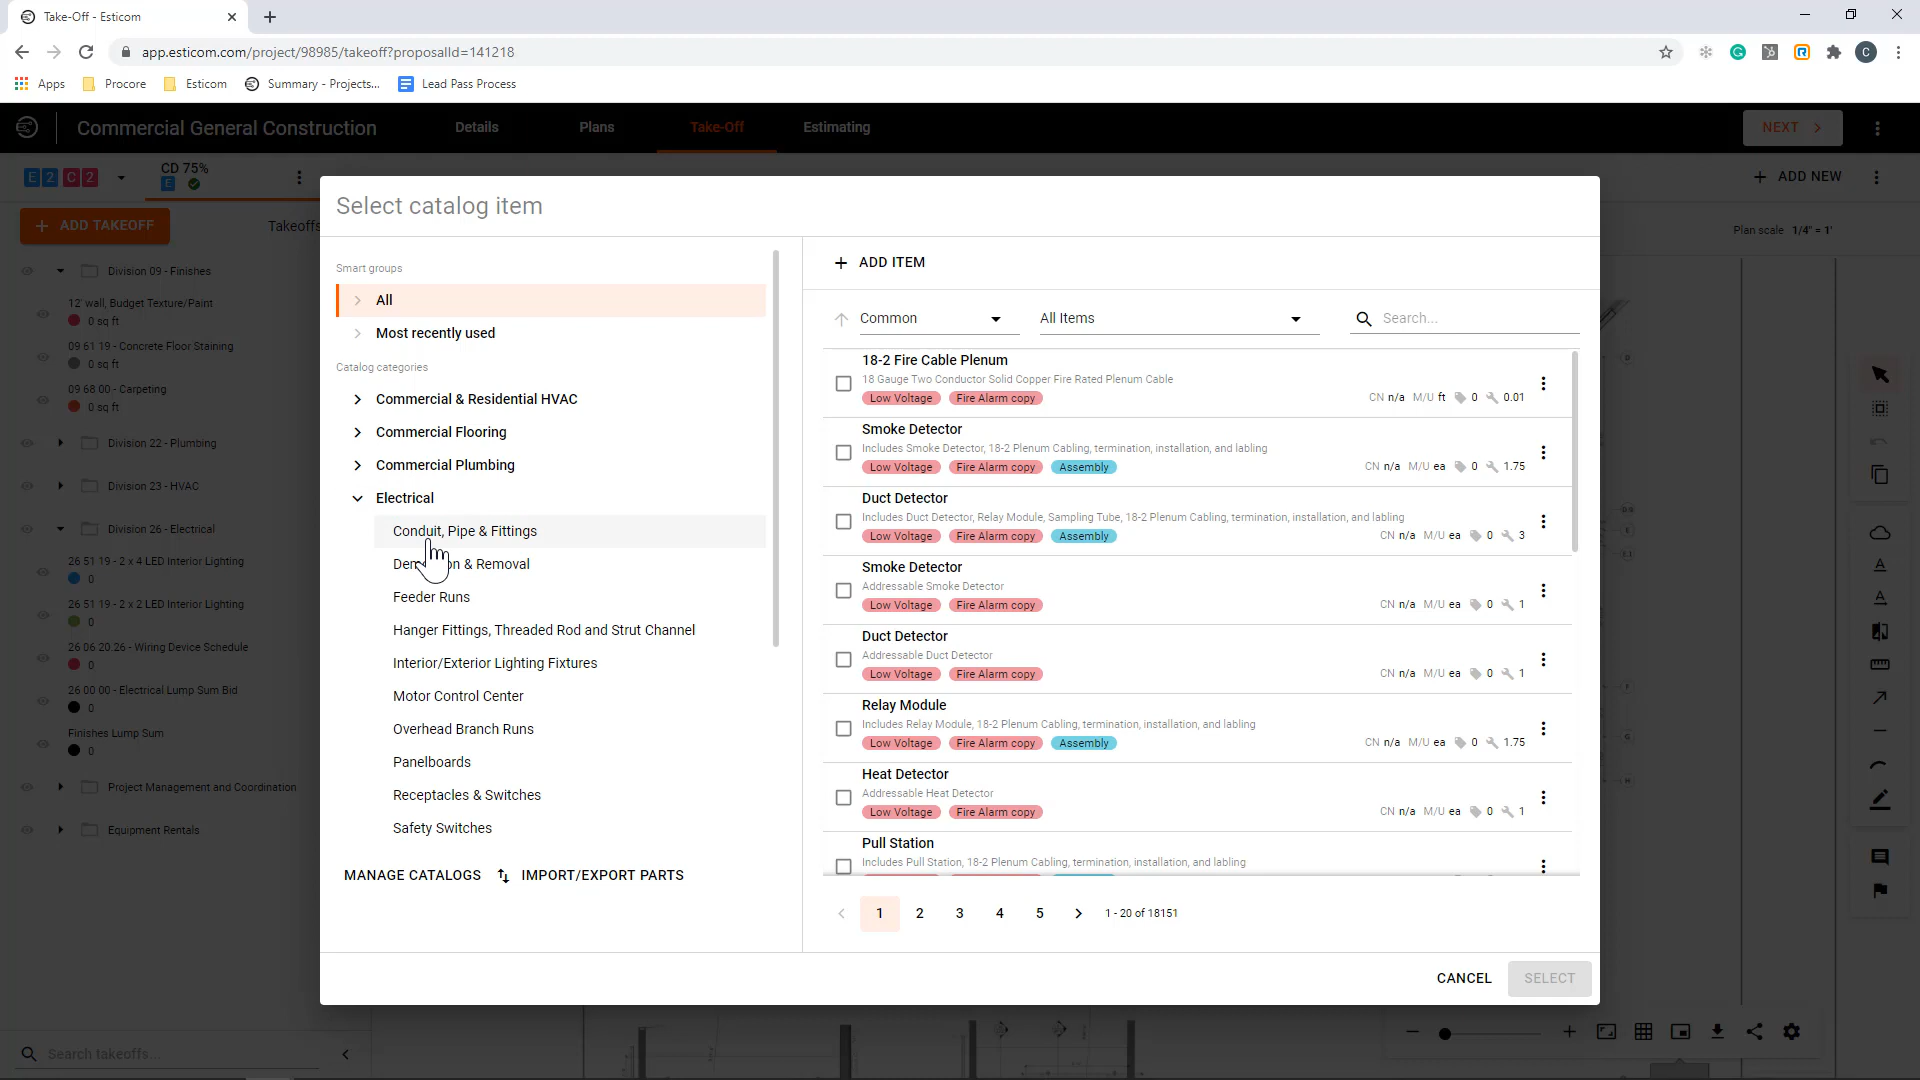 Take-Off - Esticom
app.esticom.com/project/98985/takeoff?proposalId=141218
C
Apps
Procore
Esticom
Summary - Projects...
Lead Pass Process
Commercial General Construction
Details
Plans
Take-Off
Estimating
NEXT
E 2 C 2
CD 75%
E
ADD NEW
ADD TAKEOFF
Takeoffs
Plan scale 1/4" = 1'
Division 09 - Finishes
12' wall, Budget Texture/Paint
0 sq ft
09 61 19 - Concrete Floor Staining
0 sq ft
09 68 00 - Carpeting
0 sq ft
Division 22 - Plumbing
Division 23 - HVAC
Division 26 - Electrical
26 51 19 - 2 x 4 LED Interior Lighting
0
26 51 19 - 2 x 2 LED Interior Lighting
0
26 06 20.26 - Wiring Device Schedule
0
26 00 00 - Electrical Lump Sum Bid
0
Finishes Lump Sum
0
Project Management and Coordination
Equipment Rentals
Search takeoffs...
Select catalog item
Smart groups
All
Most recently used
Catalog categories
Commercial & Residential HVAC
Commercial Flooring
Commercial Plumbing
Electrical
Conduit, Pipe & Fittings
Dem on & Removal
Feeder Runs
Hanger Fittings, Threaded Rod and Strut Channel
Interior/Exterior Lighting Fixtures
Motor Control Center
Overhead Branch Runs
Panelboards
Receptacles & Switches
Safety Switches
MANAGE CATALOGS
IMPORT/EXPORT PARTS
ADD ITEM
Common
All Items
Search...
18-2 Fire Cable Plenum
18 Gauge Two Conductor Solid Copper Fire Rated Plenum Cable
Low Voltage Fire Alarm copy
CN n/a M/U ft 0 0.01
Smoke Detector
Includes Smoke Detector, 18-2 Plenum Cabling, termination, installation, and labling
Low Voltage Fire Alarm copy Assembly
CN n/a M/U ea 0 1.75
Duct Detector
Includes Duct Detector, Relay Module, Sampling Tube, 18-2 Plenum Cabling, termination, installation, and labling
Low Voltage Fire Alarm copy Assembly
CN n/a M/U ea 0 3
Smoke Detector
Addressable Smoke Detector
Low Voltage Fire Alarm copy
CN n/a M/U ea 0 1
Duct Detector
Addressable Duct Detector
Low Voltage Fire Alarm copy
CN n/a M/U ea 0 1
Relay Module
Includes Relay Module, 18-2 Plenum Cabling, termination, installation, and labling
Low Voltage Fire Alarm copy Assembly
CN n/a M/U ea 0 1.75
Heat Detector
Addressable Heat Detector
Low Voltage Fire Alarm copy
CN n/a M/U ea 0 1
Pull Station
Includes Pull Station, 18-2 Plenum Cabling, termination, installation, and labling
1 2 3 4 5
1 - 20 of 18151
CANCEL
SELECT